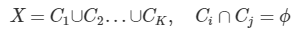 X = C₁∪C₂…∪C_K,  C_i ∩ C_j = ϕ